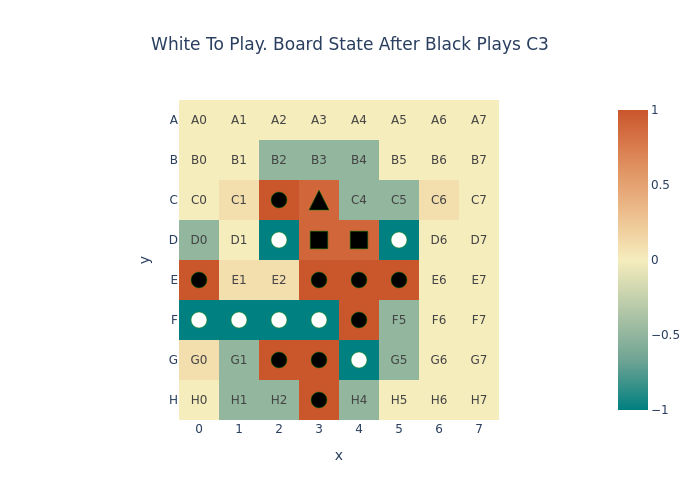 White To Play. Board State After Black Plays C3
A A0 A1 A2 A3 A4 A5 A6 A7
B B0 B1 B2 B3 B4 B5 B6 B7
C C0 C1 C4 C5 C6 C7
D D0 D1 D6 D7
E E1 E2 E6 E7
F F5 F6 F7
G G0 G1 G5 G6 G7
H H0 H1 H2 H4 H5 H6 H7
0 1 2 3 4 5 6 7
x
y
1
0.5
0
−0.5
−1